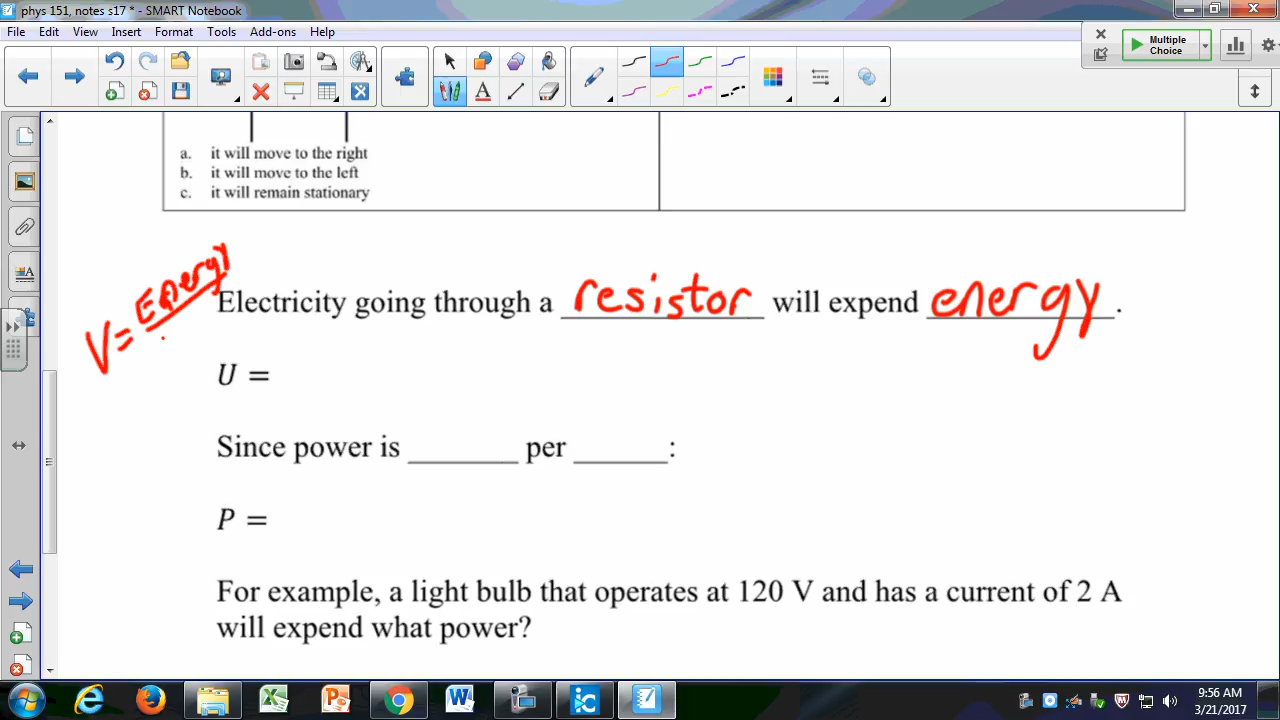 phys 151, notes s17 * - SMART Notebook
File Edit View Insert Format Tools Add-ons Help
Multiple
Choice
a. it will move to the right
b. it will move to the left
c. it will remain stationary
V = Energy
Electricity going through a resistor will expend energy.
U =
Since power is ________ per ______:
P =
For example, a light bulb that operates at 120 V and has a current of 2 A
will expend what power?
9:56 AM
3/21/2017